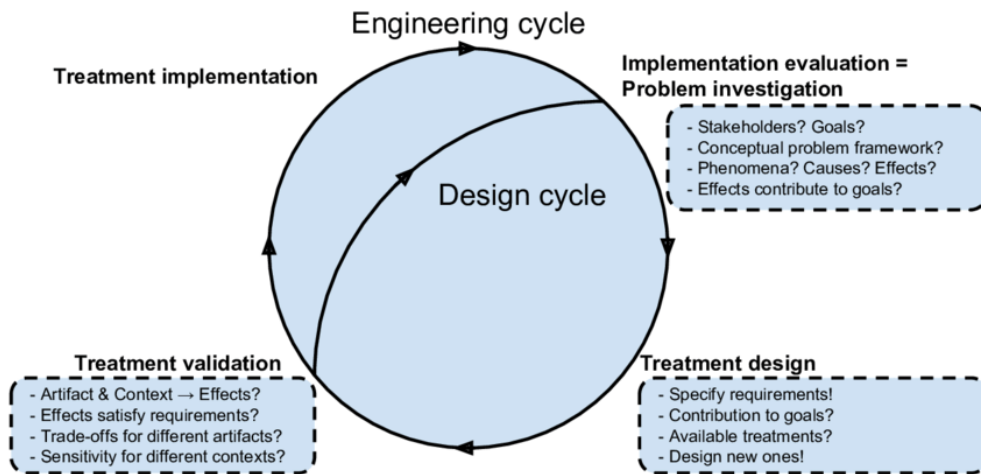 Engineering cycle
Treatment implementation
Implementation evaluation =
Problem investigation
- Stakeholders? Goals?
- Conceptual problem framework?
- Phenomena? Causes? Effects?
- Effects contribute to goals?
Design cycle
Treatment validation
- Artifact & Context → Effects?
- Effects satisfy requirements?
- Trade-offs for different artifacts?
- Sensitivity for different contexts?
Treatment design
- Specify requirements!
- Contribution to goals?
- Available treatments?
- Design new ones!